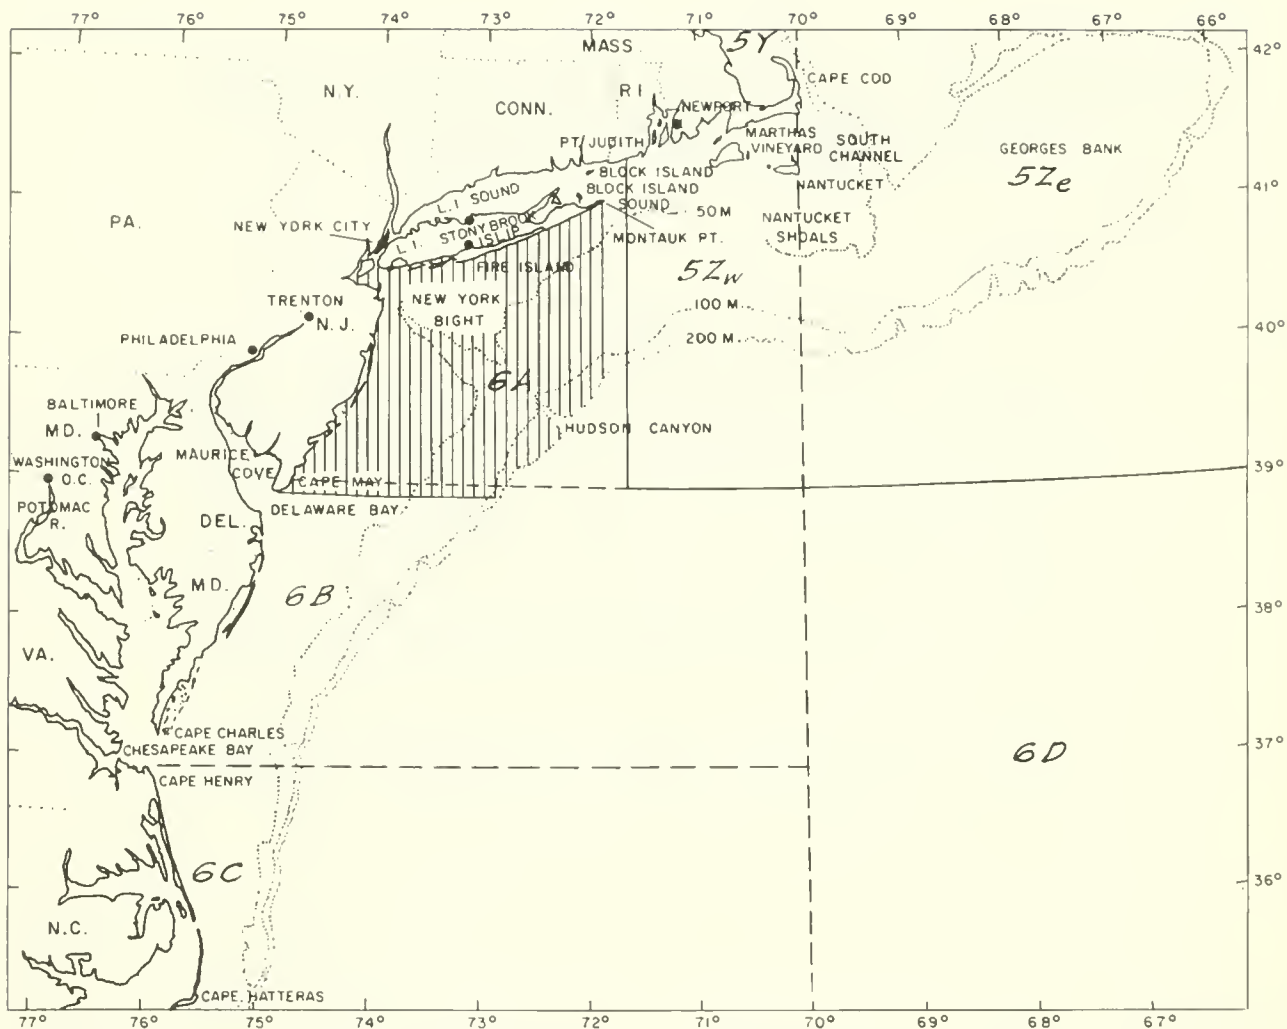 77° 76° 75° 74° 73° 72° 71° 70° 69° 68° 67° 66°
42°
MASS.
5Y
CAPE COD
N.Y.
CONN.
R I
NEWPORT
PT. JUDITH
MARTHAS
VINEYARD
SOUTH
CHANNEL
GEORGES BANK
5Ze
BLOCK ISLAND
BLOCK ISLAND
SOUND
NANTUCKET
41°
L. I SOUND
50M
NANTUCKET
SHOALS
PA.
NEW YORK CITY
L. I.
STONY BROOK
ISLIP
MONTAUK PT.
FIRE ISLAND
5Zw
TRENTON
N. J.
NEW YORK
BIGHT
100 M.
40°
PHILADELPHIA
200 M.
6A
BALTIMORE
MD.
HUDSON CANYON
MAURICE
COVE
WASHINGTON
D.C.
39°
CAPE MAY
POTOMAC
R.
DELAWARE BAY
DEL.
MD.
6B
38°
VA.
CAPE CHARLES
CHESAPEAKE BAY
37°
6D
CAPE HENRY
6C
36°
N.C.
CAPE HATTERAS
77° 76° 75° 74° 73° 72° 71° 70° 69° 68° 67°